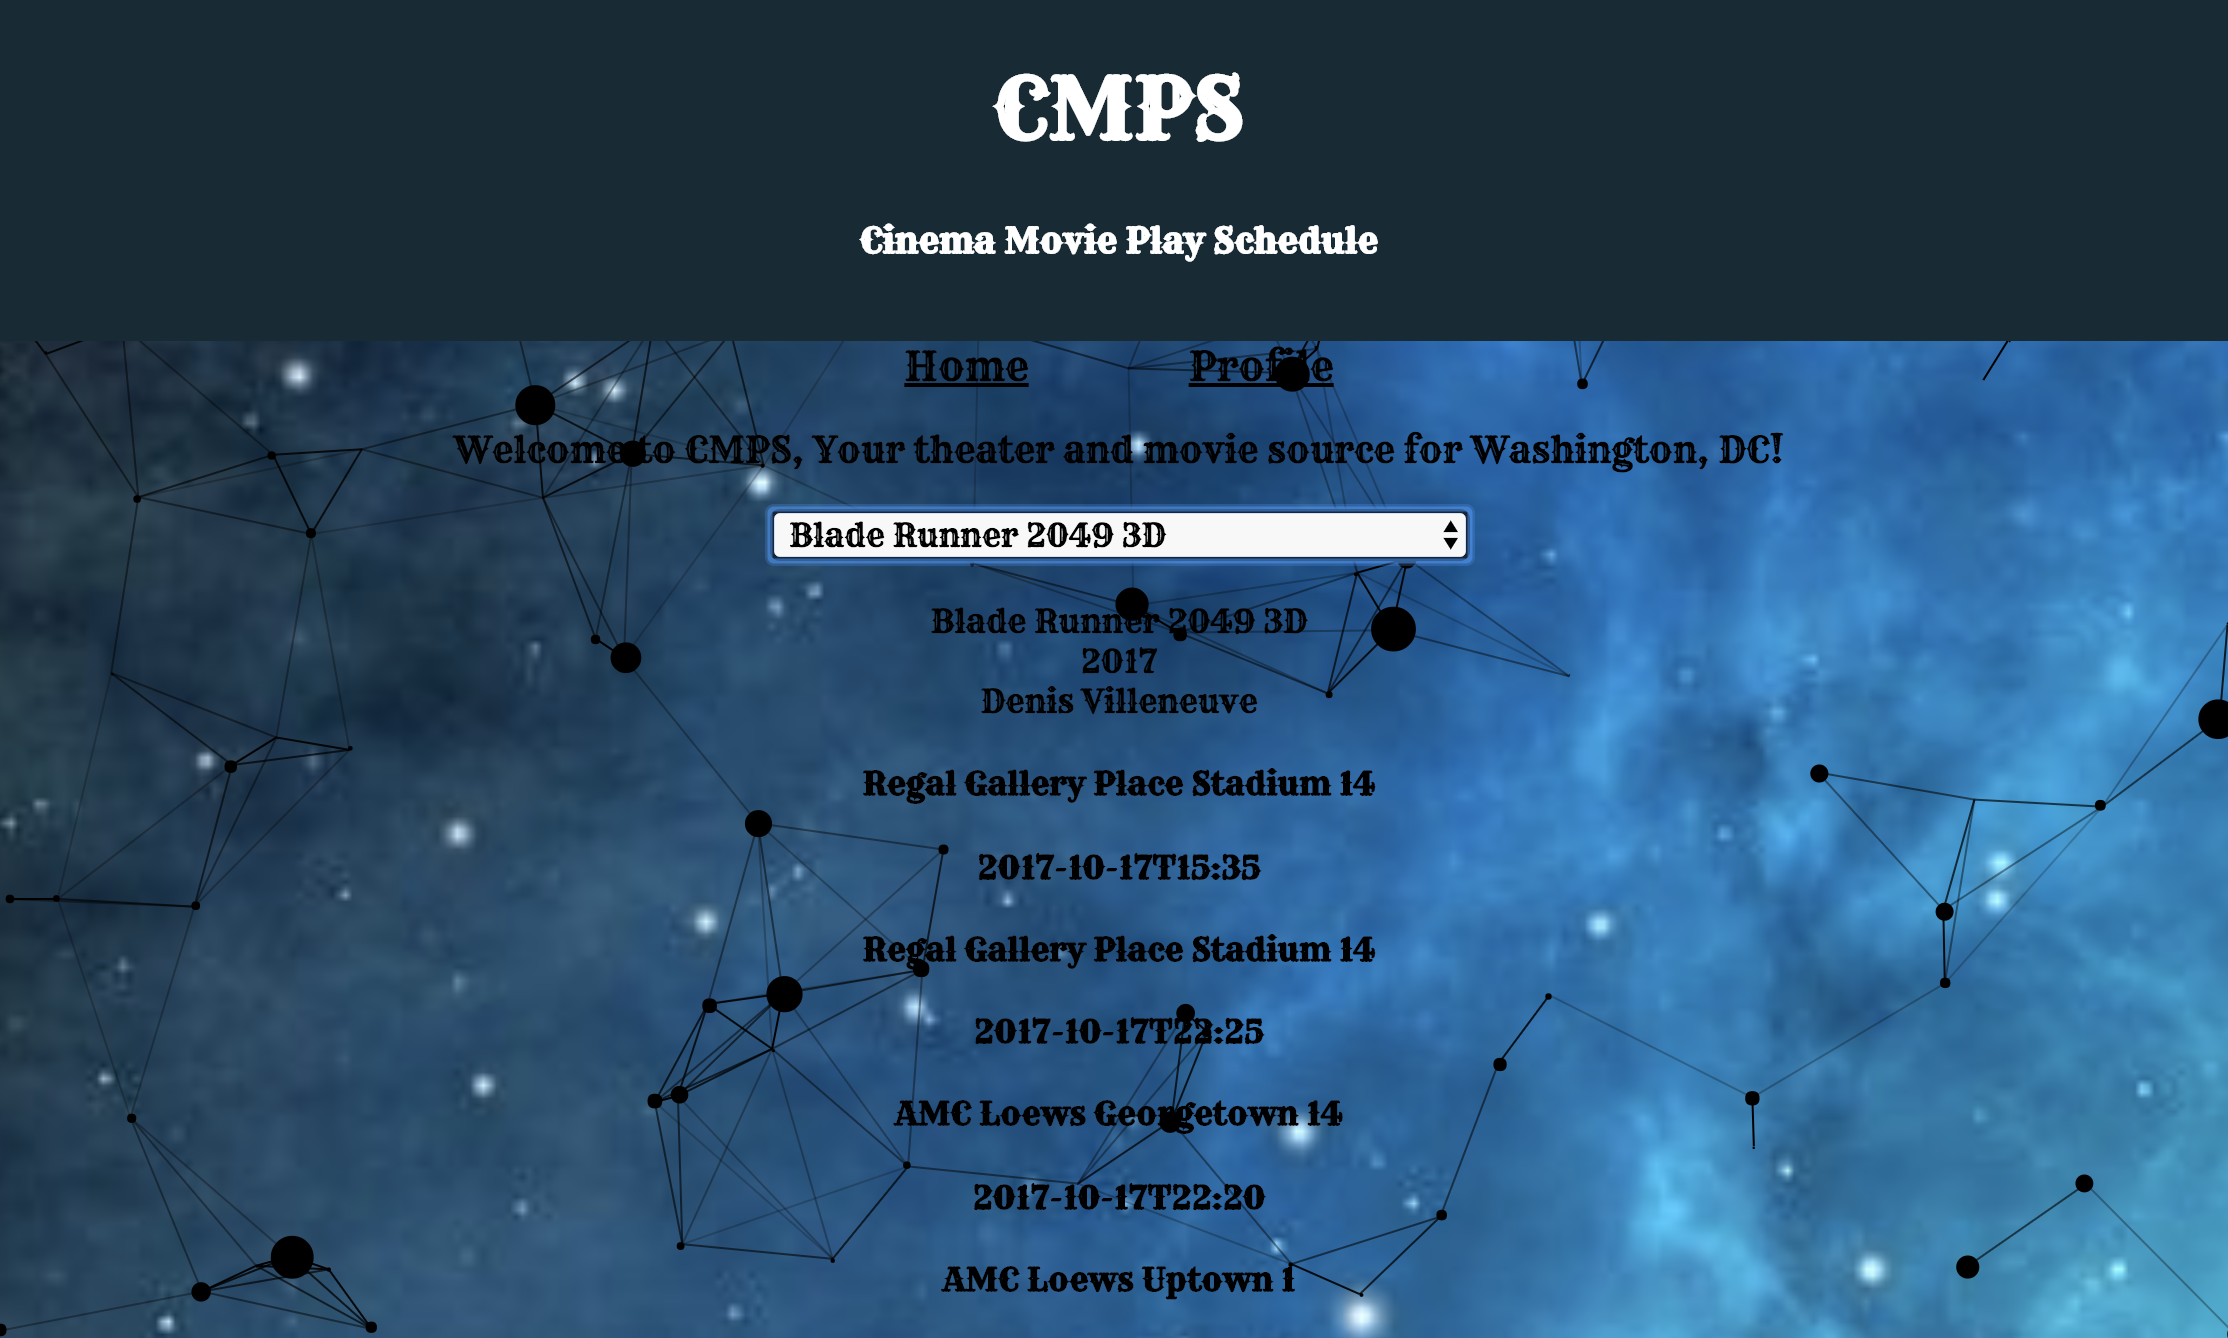 CMPS
Cinema Movie Play Schedule
Home Profile
Welcome to CMPS, Your theater and movie source for Washington, DC!
Blade Runner 2049 3D
Blade Runner 2049 3D
2017
Denis Villeneuve
Regal Gallery Place Stadium 14
2017-10-17T15:35
Regal Gallery Place Stadium 14
2017-10-17T22:25
AMC Loews Georgetown 14
2017-10-17T22:20
AMC Loews Uptown 1